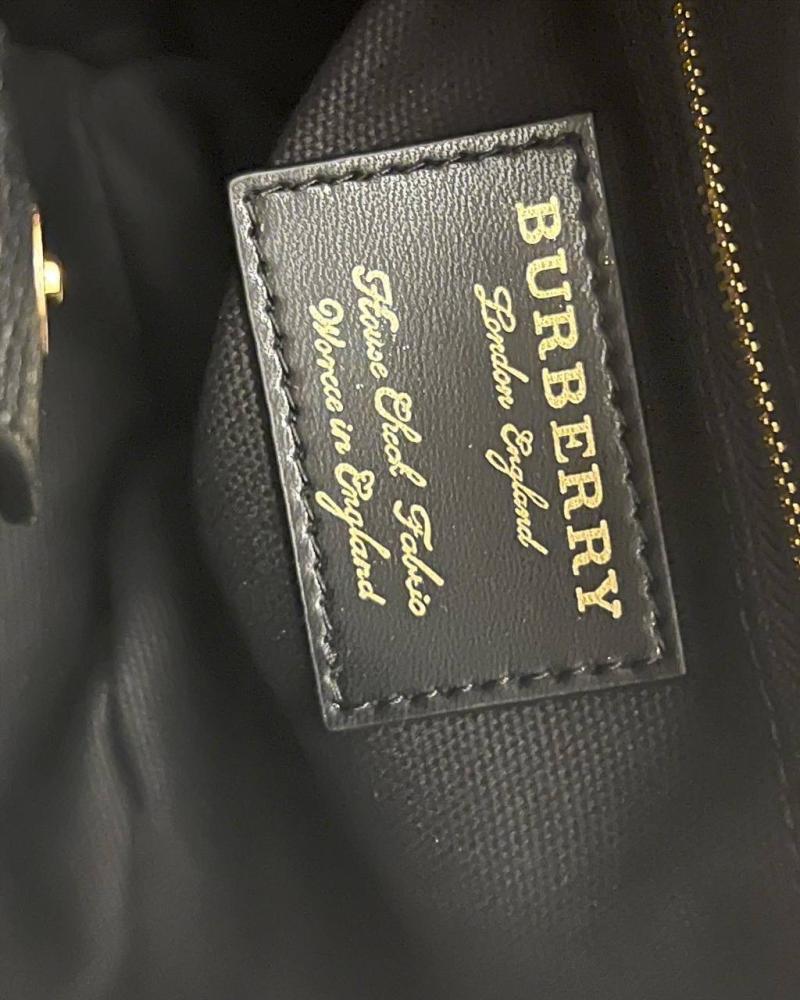 BURBERRY
London England
House Check Fabric
Woven in England